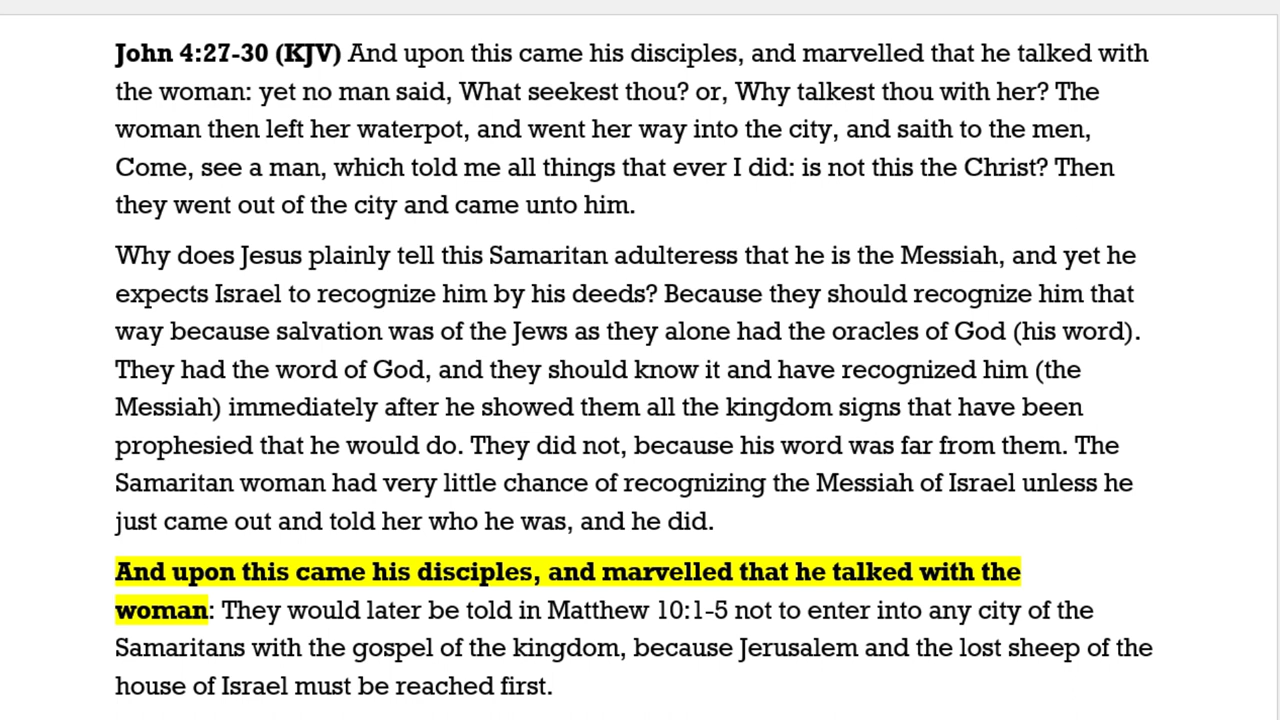 John 4:27-30 (KJV) And upon this came his disciples, and marvelled that he talked with
the woman: yet no man said, What seekest thou? or, Why talkest thou with her? The
woman then left her waterpot, and went her way into the city, and saith to the men,
Come, see a man, which told me all things that ever I did: is not this the Christ? Then
they went out of the city and came unto him.
Why does Jesus plainly tell this Samaritan adulteress that he is the Messiah, and yet he
expects Israel to recognize him by his deeds? Because they should recognize him that
way because salvation was of the Jews as they alone had the oracles of God (his word).
They had the word of God, and they should know it and have recognized him (the
Messiah) immediately after he showed them all the kingdom signs that have been
prophesied that he would do. They did not, because his word was far from them. The
Samaritan woman had very little chance of recognizing the Messiah of Israel unless he
just came out and told her who he was, and he did.
And upon this came his disciples, and marvelled that he talked with the
woman: They would later be told in Matthew 10:1-5 not to enter into any city of the
Samaritans with the gospel of the kingdom, because Jerusalem and the lost sheep of the
house of Israel must be reached first.